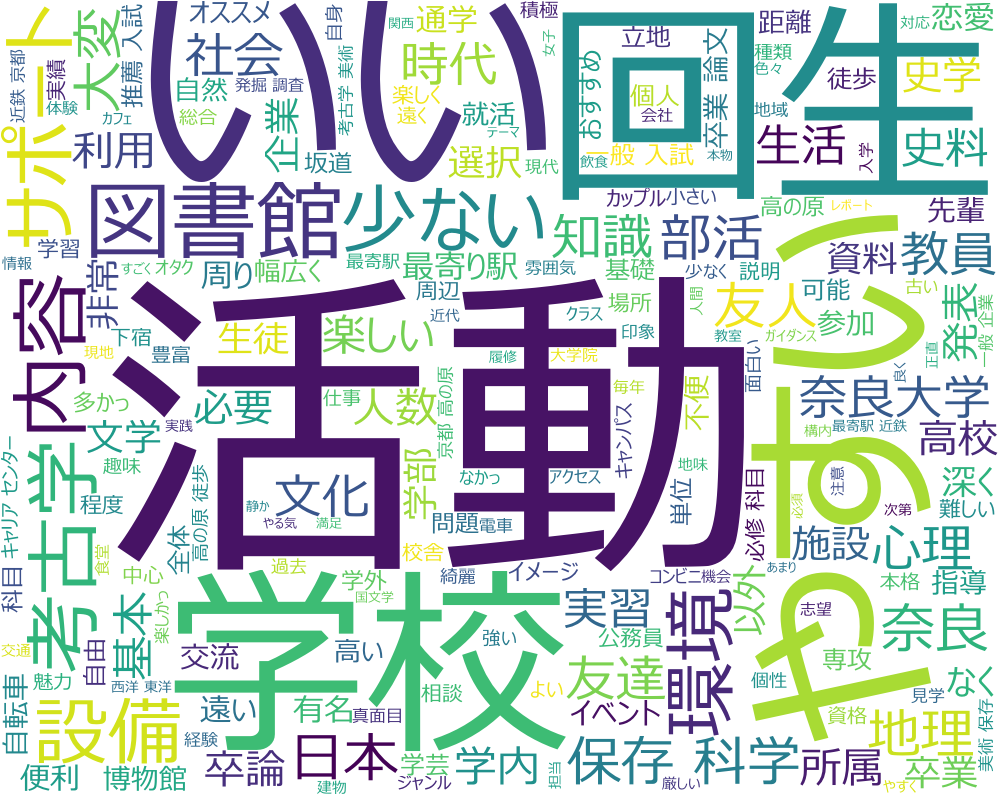 活動
学校
いい
回生
やすい
図書館
少ない
内容
サポート
大変
考古学
設備
環境
社会
時代
利用
企業
選択
就活
通学
オススメ
積極
自身
関西
推薦
入試
実績
体験
近鉄 京都
カフェ
自然
総合
発掘 調査
考古学 美術
楽しく
遠く
テーマ
現代
坂道
女子
立地
おすすめ
個人
会社
一般 入試
飲食
卒業 論文
本物
距離
種類
色々
地域
対応
恋愛
徒歩
史学
生活
史料
入学
カップル
小さい
高の原
レポート
先輩
知識
部活
資料
教員
最寄駅
最寄り駅
雰囲気
基礎
少なく
説明
学習
情報
すごく
オタク
周り
幅広く
非常
周辺
近代
クラス
場所
印象
人間
教室
ガイダンス
友人
可能
参加
古い
発表
正直
一般 企業
良く
下宿
豊富
現地
生徒
楽しい
履修
大学院
毎年
不便
面白い
奈良大学
最寄駅 近鉄
構内
高校
多かっ
実践
必要
仕事
人数
京都 高の原
キャンパス
文学
趣味
程度
文化
学部
なかっ
アクセス
地味
単位
必修 科目
必須
注意
次第
深く
難しい
静か
やる気
満足
問題
電車
施設
心理
キャリア センター
科目
食堂
全体
高の原 徒歩
校舎
過去
綺麗
イメージ
コンビニ
機会
あまり
本格
指導
中心
学外
国文学
実習
以外
志望
奈良
基本
楽しかっ
自由
交流
高い
強い
公務員
専攻
交通
魅力
西洋 東洋
相談
友達
よい
個性
見学
なく
自転車
遠い
有名
真面目
イベント
資格
地理
美術 保存
経験
便利
博物館
卒論
日本
学芸
ジャンル
学内
保存 科学
所属
卒業
建物
担当
厳しい
やすく